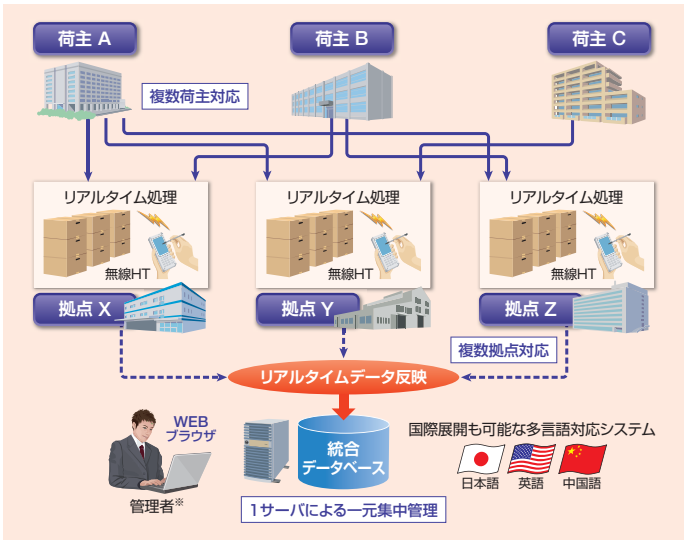 荷主 A
荷主 B
荷主 C
複数荷主対応
リアルタイム処理
リアルタイム処理
リアルタイム処理
無線HT
無線HT
無線HT
拠点 X
拠点 Y
拠点 Z
複数拠点対応
リアルタイムデータ反映
WEB
ブラウザ
管理者※
統合
データベース
1サーバによる一元集中管理
国際展開も可能な多言語対応システム
日本語
英語
中国語